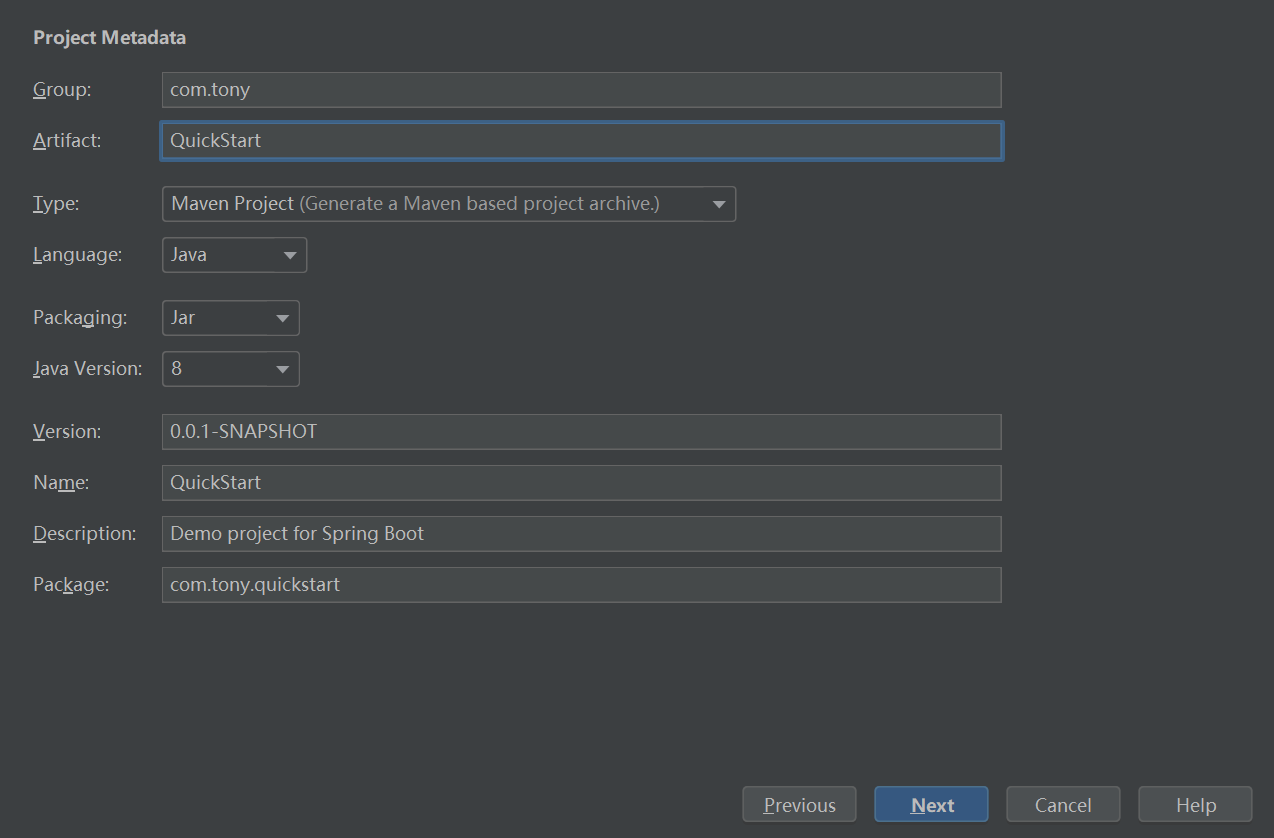 Project Metadata
Group: com.tony
Artifact: QuickStart
Type: Maven Project (Generate a Maven based project archive.)
Language: Java
Packaging: Jar
Java Version: 8
Version: 0.0.1-SNAPSHOT
Name: QuickStart
Description: Demo project for Spring Boot
Package: com.tony.quickstart
Previous Next Cancel Help